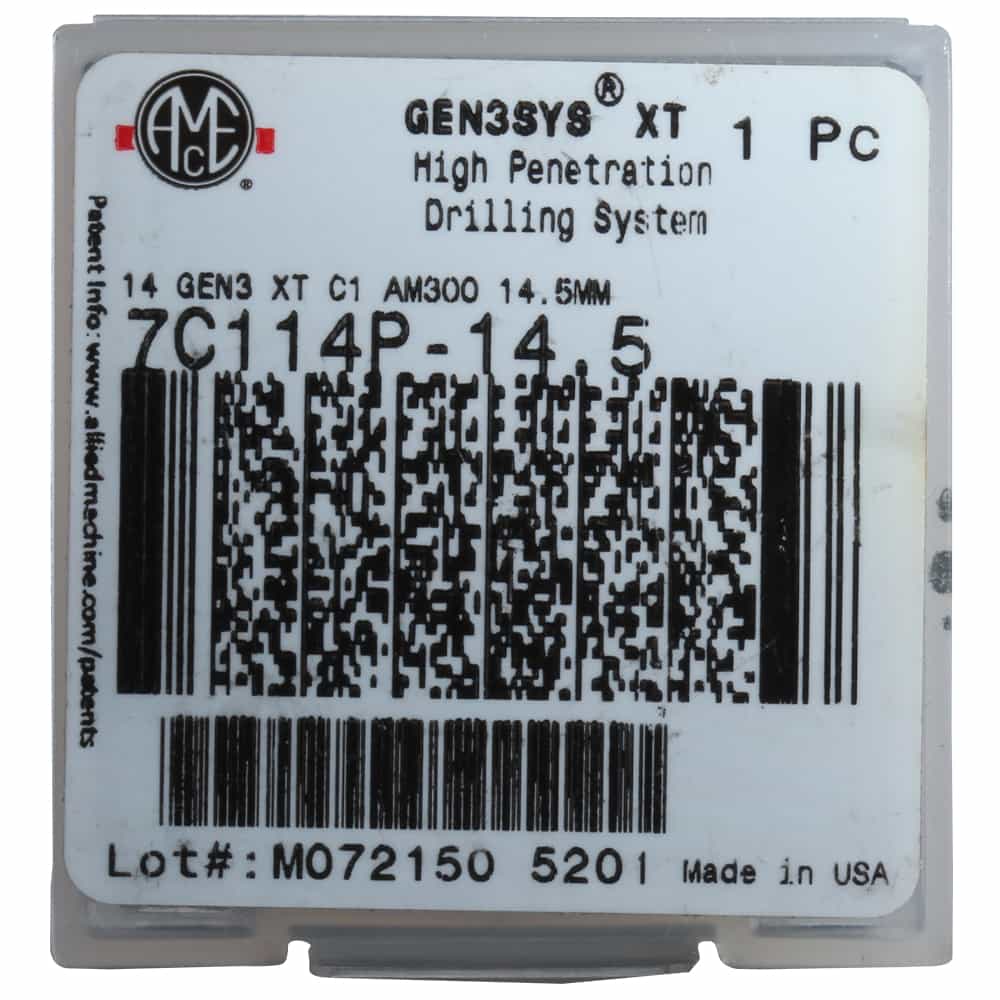 AMEC®
GEN3SYS® XT
1 Pc
High Penetration
Drilling System
14 GEN3 XT C1 AM300 14.5MM
7C114P-14.5
Patent Info: www.alliedmachine.com/patents
Lot#: M072150 5201
Made in USA